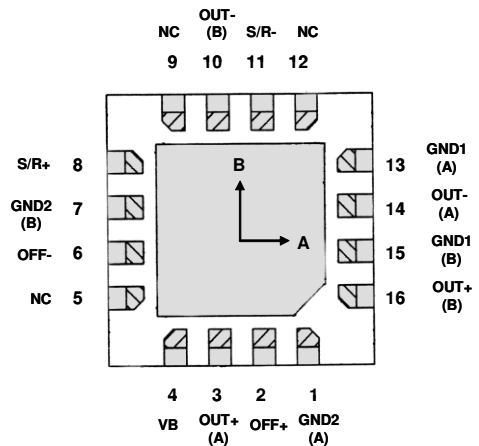 NC OUT- (B) S/R- NC
9 10 11 12
S/R+ 8
GND2 (B) 7
OFF- 6
NC 5
B
A
13 GND1 (A)
14 OUT- (A)
15 GND1 (B)
16 OUT+ (B)
4 3 2 1
VB OUT+ (A) OFF+ GND2 (A)